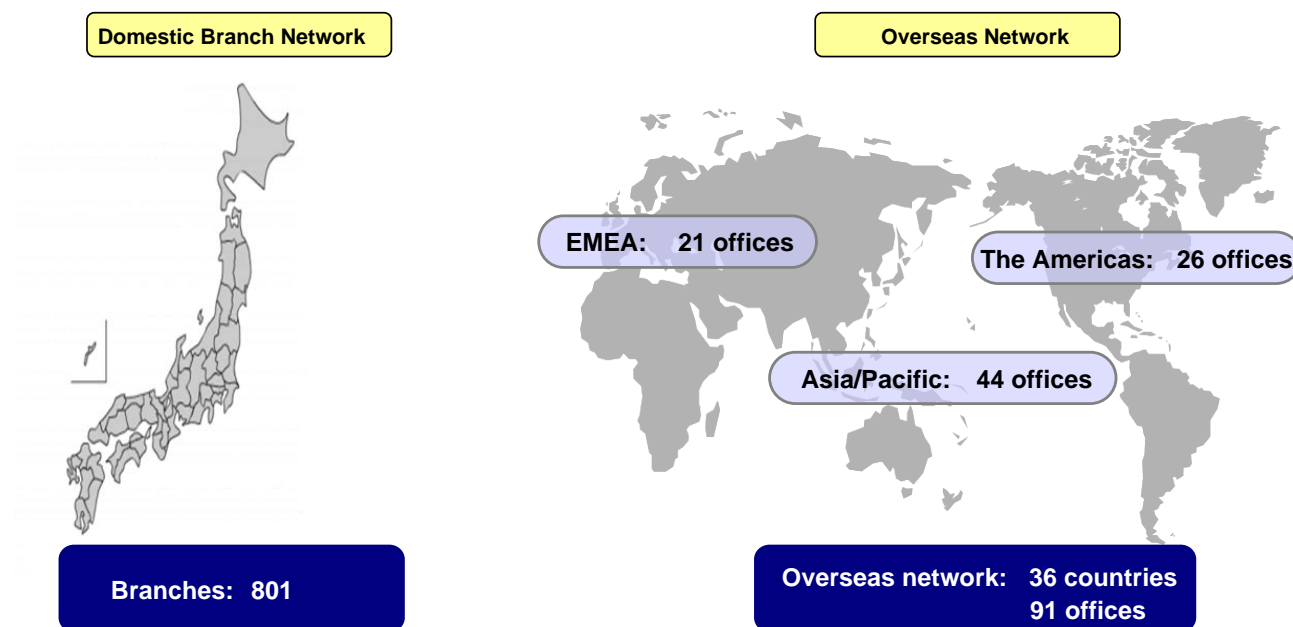 Domestic Branch Network
Overseas Network
EMEA: 21 offices
The Americas: 26 offices
Asia/Pacific: 44 offices
Branches: 801
Overseas network: 36 countries
91 offices